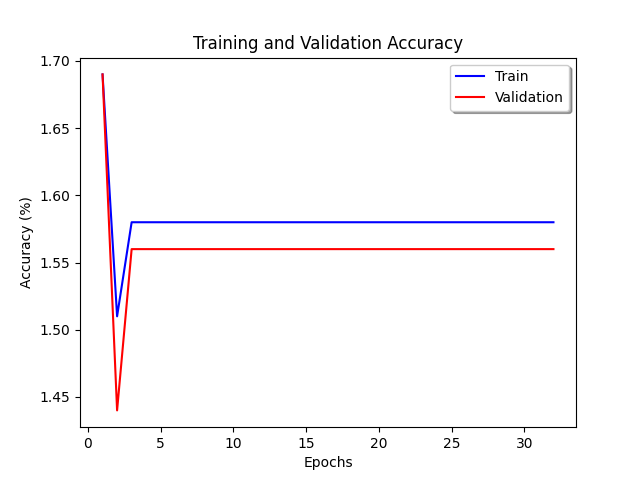 Training and Validation Accuracy
Train
Validation
1.70
1.65
1.60
1.55
1.50
1.45
Accuracy (%)
0 5 10 15 20 25 30
Epochs